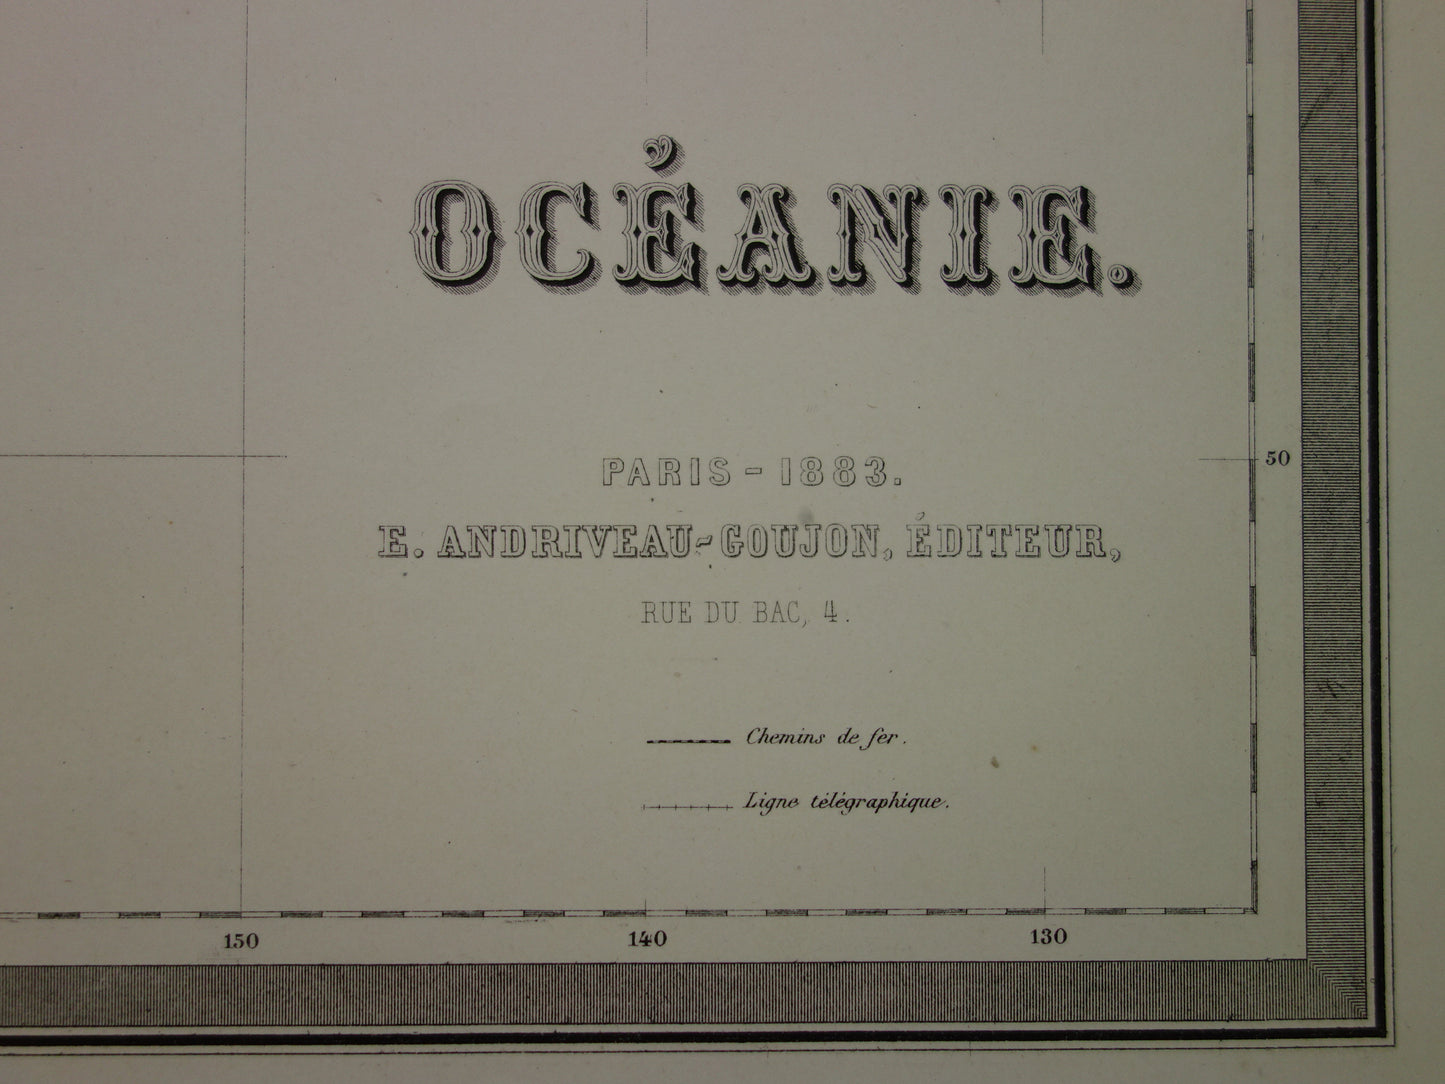 OCÉANIE.
PARIS - 1883.
50
E. ANDRIVEAU-GOUJON, ÉDITEUR,
RUE DU BAC, 4.
Chemins de fer.
Ligne télégraphique.
150 140 130